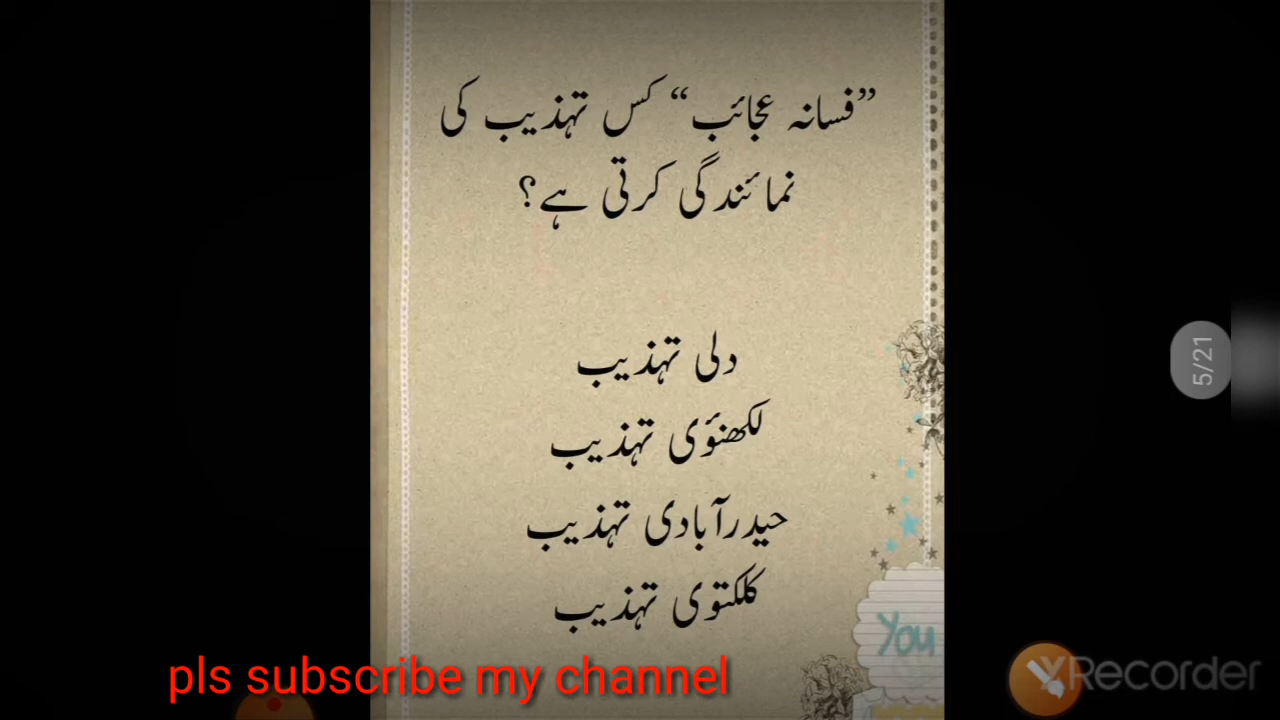 ”فسانہ عجائب“ کس تہذیب کی
نمائندگی کرتی ہے؟
دلی تہذیب
لکھنؤی تہذیب
حیدرآبادی تہذیب
کلکتوی تہذیب
5/21
You
pls subscribe my channel
Recorder